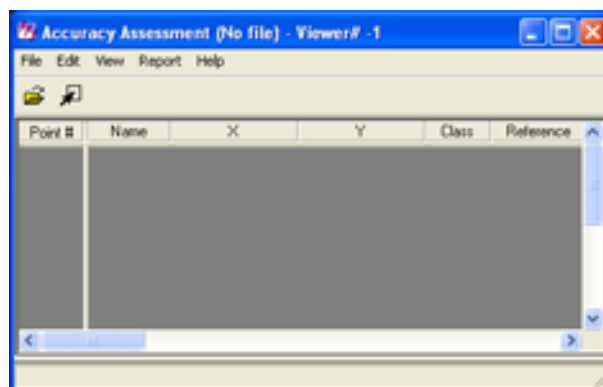 Accuracy Assessment (No file) - Viewer# -1
File Edit View Report Help
Point # Name X Y Class Reference